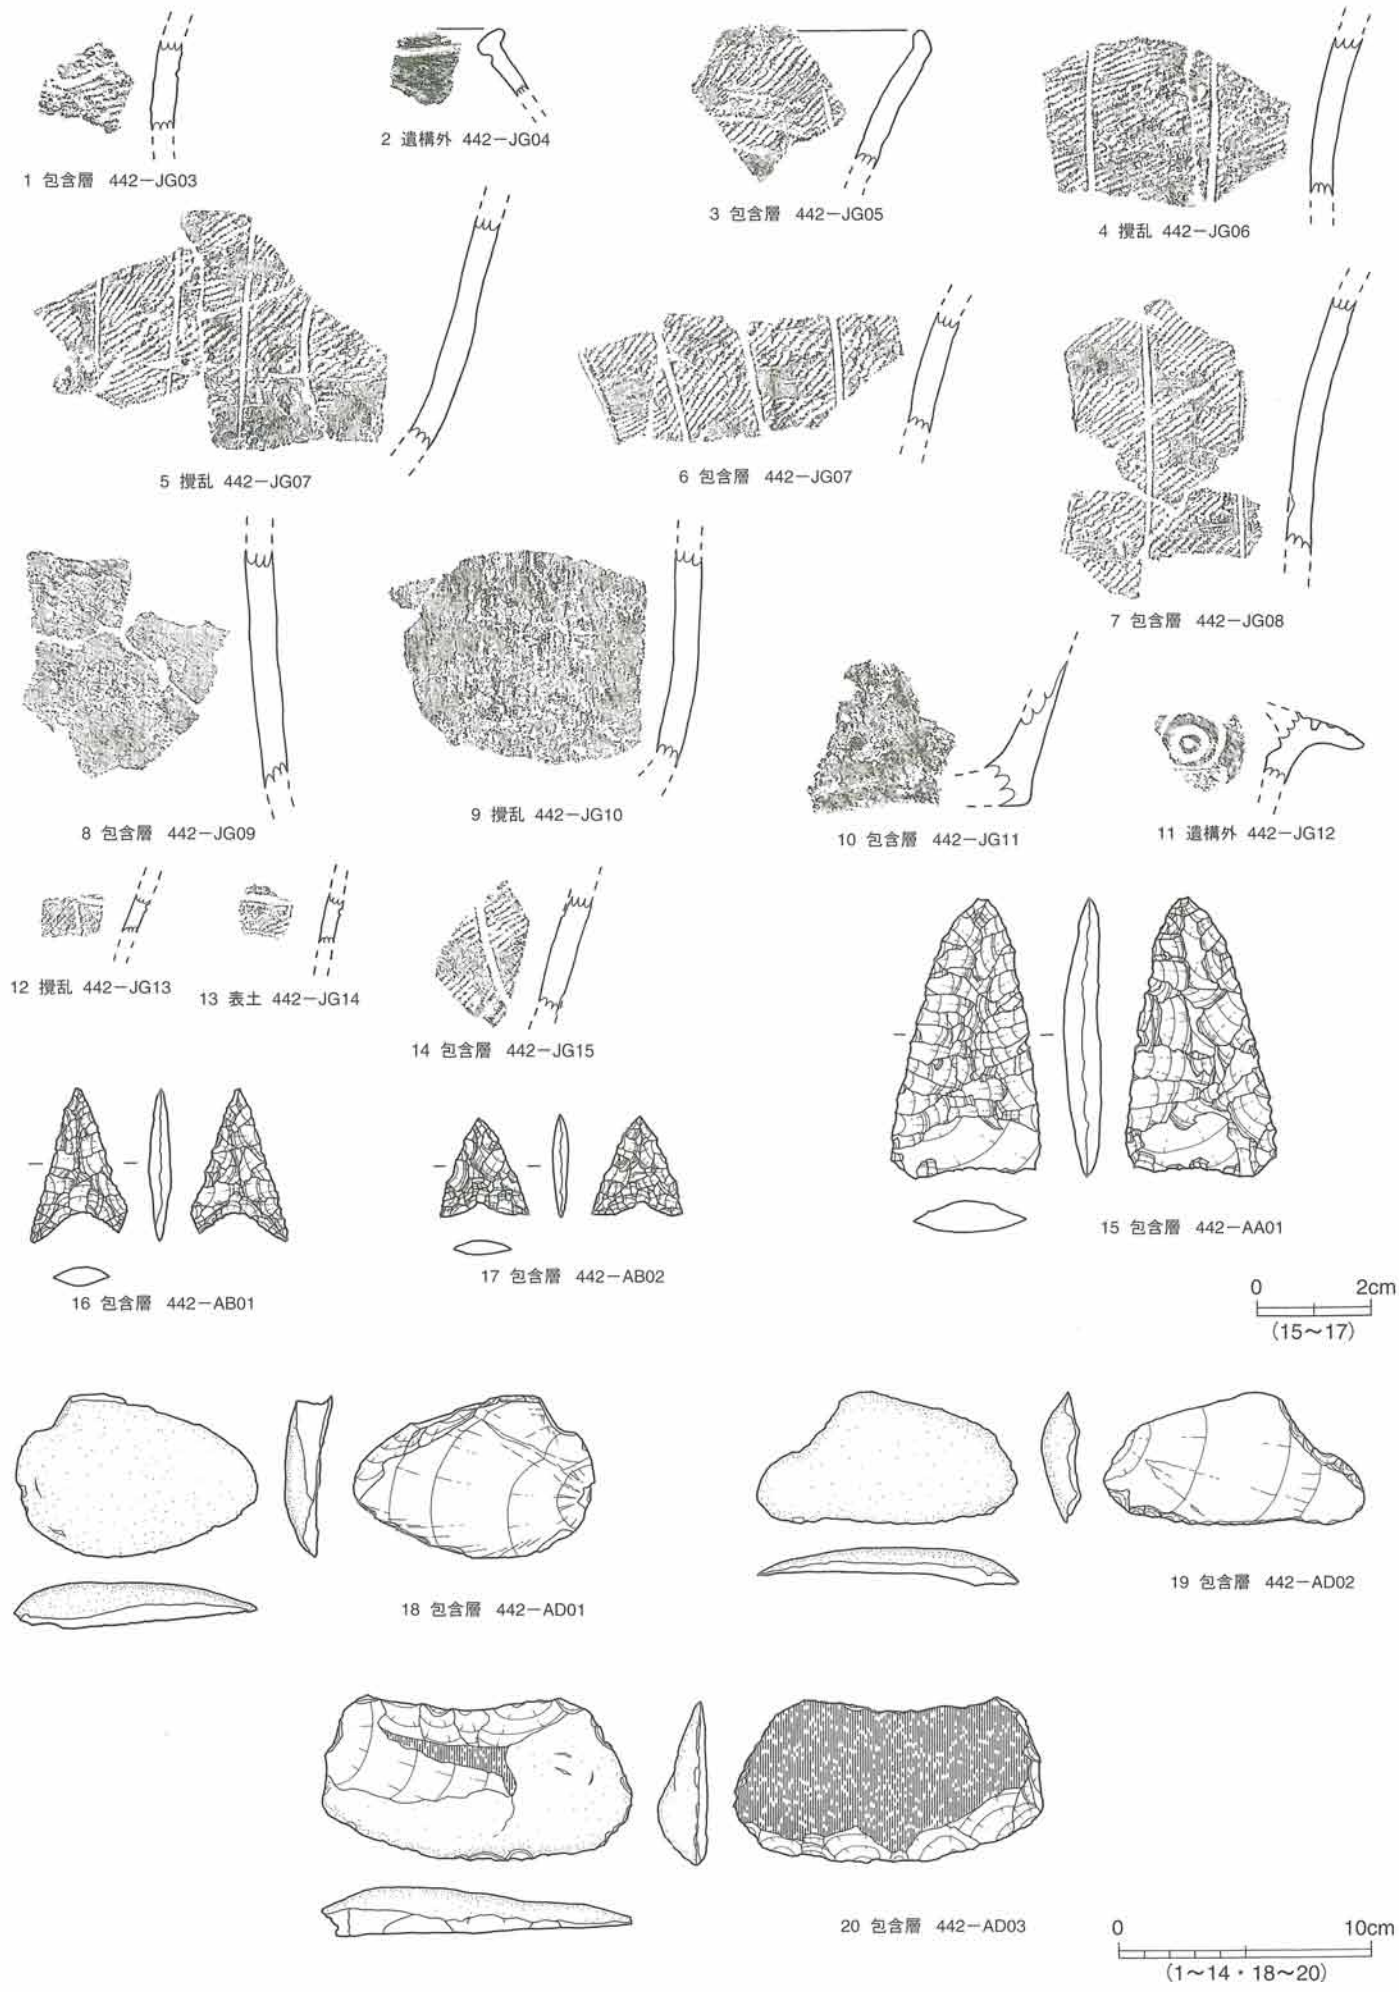 1 包含層 442-JG03
2 遺構外 442-JG04
3 包含層 442-JG05
4 攪乱 442-JG06
5 攪乱 442-JG07
6 包含層 442-JG07
7 包含層 442-JG08
8 包含層 442-JG09
9 攪乱 442-JG10
10 包含層 442-JG11
11 遺構外 442-JG12
12 攪乱 442-JG13
13 表土 442-JG14
14 包含層 442-JG15
15 包含層 442-AA01
16 包含層 442-AB01
17 包含層 442-AB02
0 2cm
(15〜17)
18 包含層 442-AD01
19 包含層 442-AD02
20 包含層 442-AD03
0 10cm
(1〜14・18〜20)